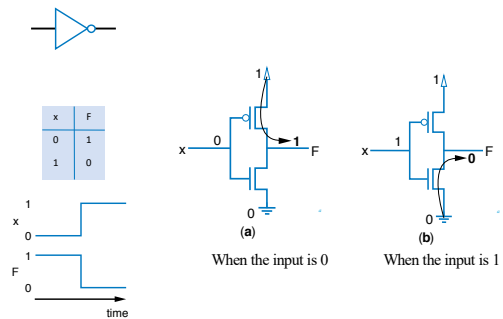 x F
0 1
1 0
1
x
0
1
F
0
time
1
x 0 1 F
0
(a)
When the input is 0
1
x 1 F
0
0
(b)
When the input is 1